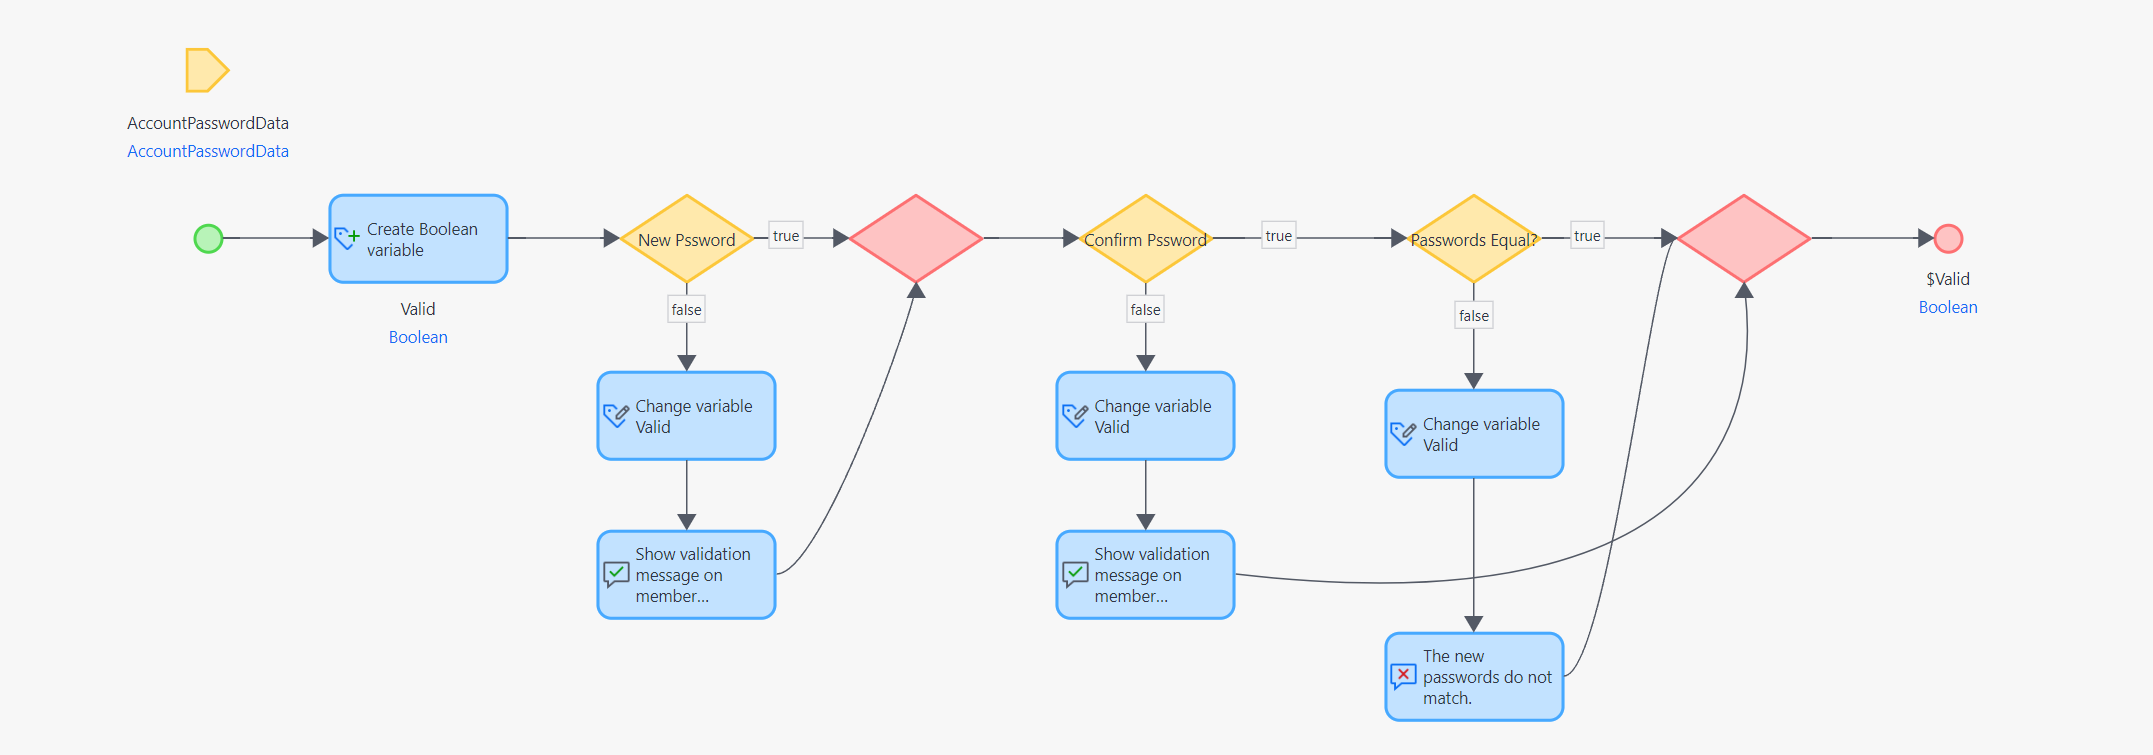 AccountPasswordData
AccountPasswordData
Create Boolean
variable
Valid
Boolean
New Pssword
true
false
Change variable
Valid
Show validation
message on
member...
Confirm Pssword
true
false
Change variable
Valid
Show validation
message on
member...
Passwords Equal?
true
false
Change variable
Valid
The new
passwords do not
match.
$Valid
Boolean